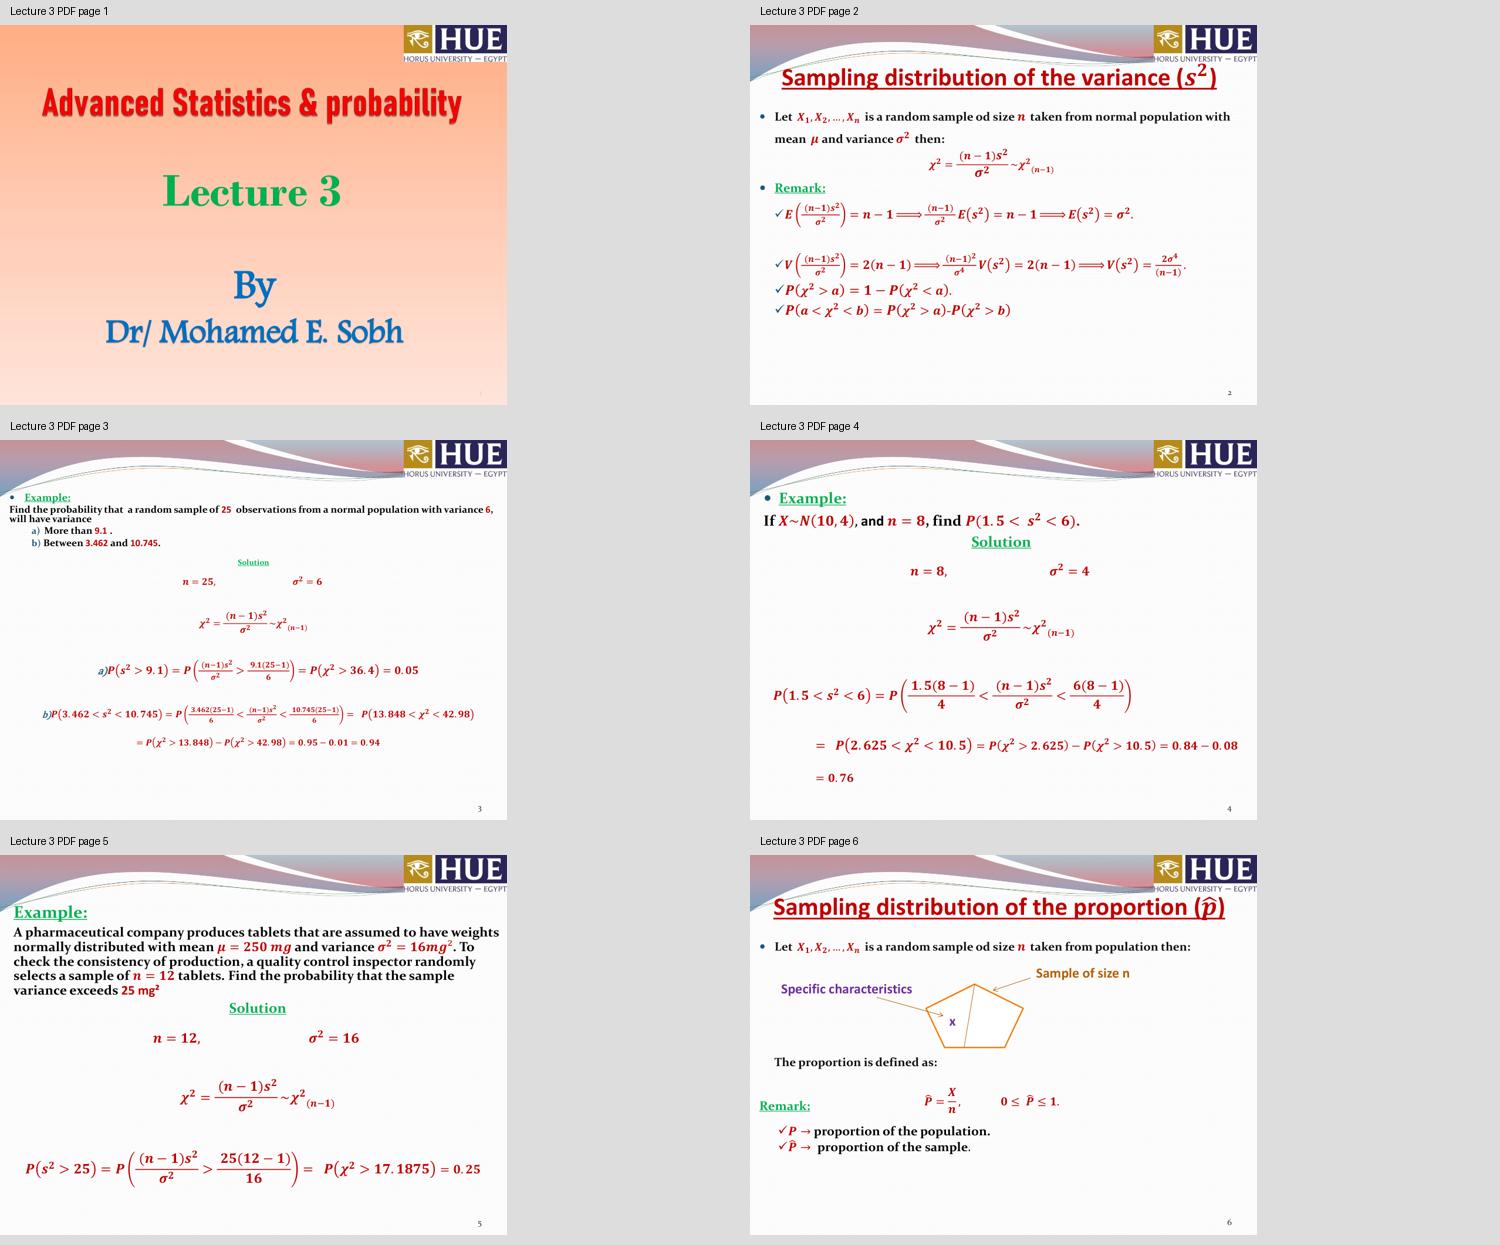 Lecture 3 PDF page 1
HUE
HORUS UNIVERSITY — EGYPT
Advanced Statistics & probability
Lecture 3
By
Dr/ Mohamed E. Sobh
1
Lecture 3 PDF page 2
HUE
HORUS UNIVERSITY — EGYPT
Sampling distribution of the variance (s²)
• Let X₁, X₂, …, Xₙ is a random sample od size n taken from normal population with
mean μ and variance σ² then:
χ² = (n − 1)s² / σ² ~χ²₍ₙ₋₁₎
• Remark:
✓E((n−1)s²/σ²) = n − 1 ⟹ (n−1)/σ² E(s²) = n − 1 ⟹ E(s²) = σ².
✓V((n−1)s²/σ²) = 2(n − 1) ⟹ (n−1)²/σ⁴ V(s²) = 2(n − 1) ⟹ V(s²) = 2σ⁴/(n−1).
✓P(χ² > a) = 1 − P(χ² < a).
✓P(a < χ² < b) = P(χ² > a)-P(χ² > b)
2
Lecture 3 PDF page 3
HUE
HORUS UNIVERSITY — EGYPT
• Example:
Find the probability that a random sample of 25 observations from a normal population with variance 6,
will have variance
a) More than 9.1 .
b) Between 3.462 and 10.745.
Solution
n = 25, σ² = 6
χ² = (n − 1)s² / σ² ~χ²₍ₙ₋₁₎
a)P(s² > 9.1) = P((n−1)s²/σ² > 9.1(25−1)/6) = P(χ² > 36.4) = 0.05
b)P(3.462 < s² < 10.745) = P(3.462(25−1)/6 < (n−1)s²/σ² < 10.745(25−1)/6) = P(13.848 < χ² < 42.98)
= P(χ² > 13.848) − P(χ² > 42.98) = 0.95 − 0.01 = 0.94
3
Lecture 3 PDF page 4
HUE
HORUS UNIVERSITY — EGYPT
• Example:
If X~N(10, 4), and n = 8, find P(1.5 < s² < 6).
Solution
n = 8, σ² = 4
χ² = (n − 1)s² / σ² ~χ²₍ₙ₋₁₎
P(1.5 < s² < 6) = P(1.5(8 − 1)/4 < (n − 1)s²/σ² < 6(8 − 1)/4)
= P(2.625 < χ² < 10.5) = P(χ² > 2.625) − P(χ² > 10.5) = 0.84 − 0.08
= 0.76
4
Lecture 3 PDF page 5
HUE
HORUS UNIVERSITY — EGYPT
Example:
A pharmaceutical company produces tablets that are assumed to have weights
normally distributed with mean μ = 250 mg and variance σ² = 16mg². To
check the consistency of production, a quality control inspector randomly
selects a sample of n = 12 tablets. Find the probability that the sample
variance exceeds 25 mg²
Solution
n = 12, σ² = 16
χ² = (n − 1)s² / σ² ~χ²₍ₙ₋₁₎
P(s² > 25) = P((n − 1)s²/σ² > 25(12 − 1)/16) = P(χ² > 17.1875) = 0.25
5
Lecture 3 PDF page 6
HUE
HORUS UNIVERSITY — EGYPT
Sampling distribution of the proportion (p̂)
• Let X₁, X₂, …, Xₙ is a random sample od size n taken from population then:
Sample of size n
Specific characteristics
x
The proportion is defined as:
P̂ = X/n, 0 ≤ P̂ ≤ 1.
Remark:
✓P → proportion of the population.
✓P̂ → proportion of the sample.
6